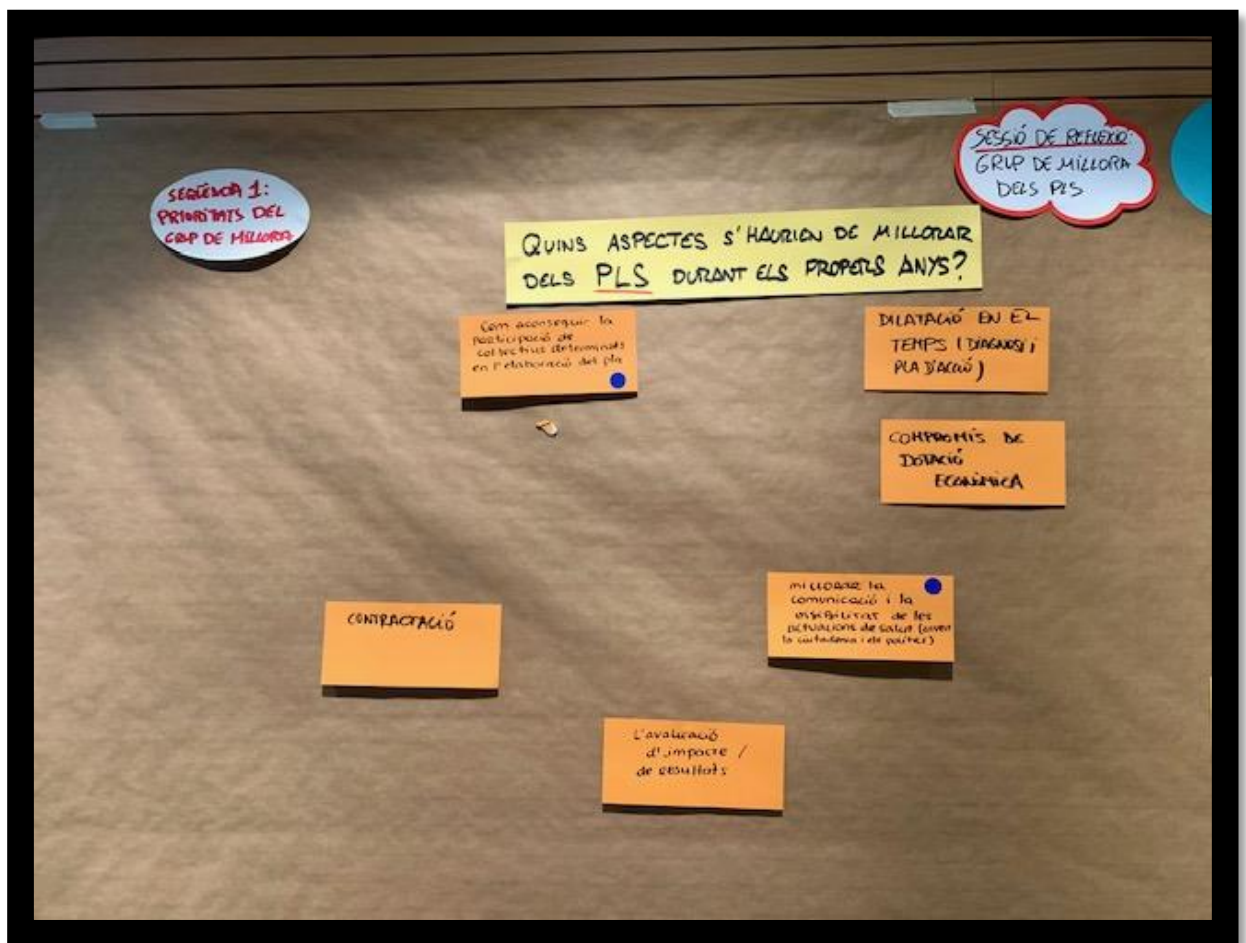 SEQÜÈNCIA 1:
PRIORITATS DEL
GRUP DE MILLORA
SESSIÓ DE REFLEXIÓ:
GRUP DE MILLORA
DELS PLS
QUINS ASPECTES S'HAURIEN DE MILLORAR
DELS PLS DURANT ELS PROPERS ANYS?
Com aconseguir la
participació de
col·lectius determinats
en l'elaboració del pla
DILATACIÓ EN EL
TEMPS (DIAGNOSI i
PLA D'ACCIÓ)
COMPROMÍS DE
DOTACIÓ
ECONÒMICA
MILLORAR la
comunicació i la
visibilitat de les
actuacions de salut (envers
la ciutadania i els polítics)
CONTRACTACIÓ
L'avaluació
d'impacte /
de resultats